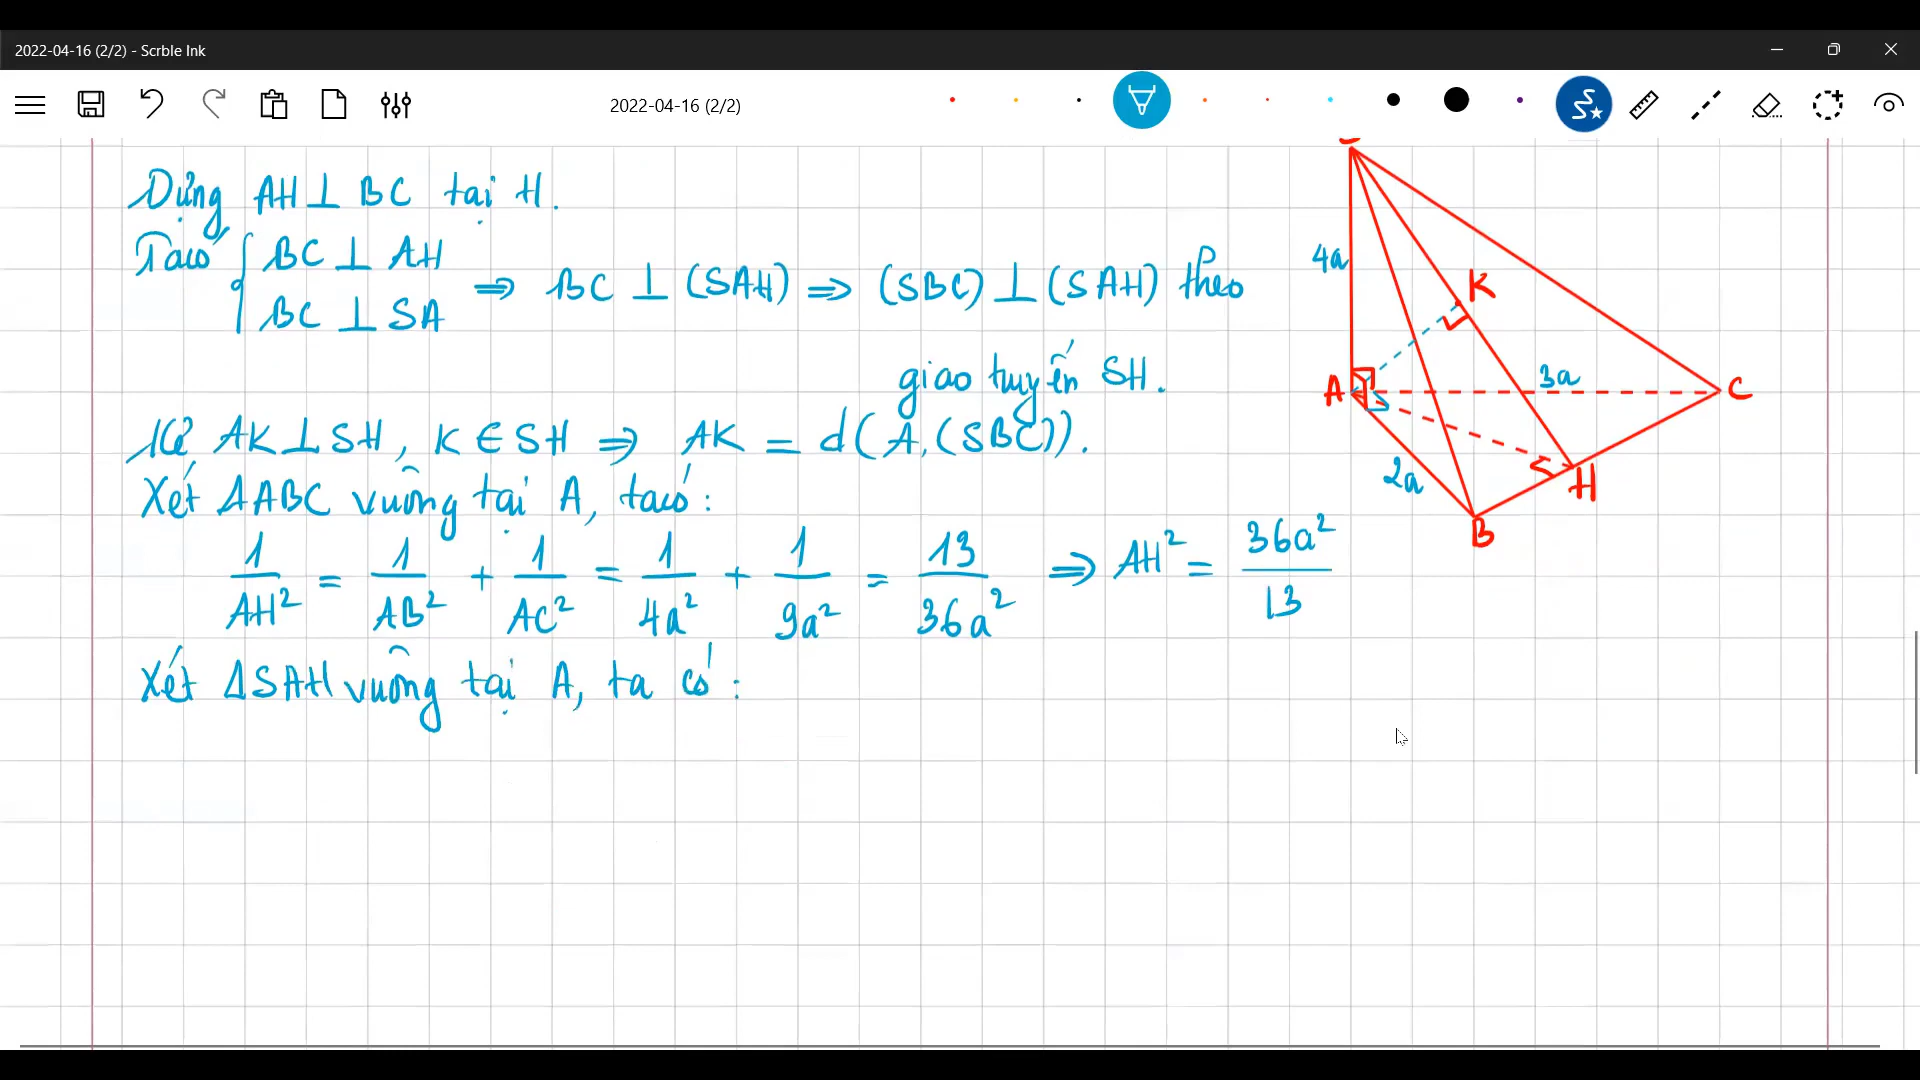 2022-04-16 (2/2) - Scrble Ink
2022-04-16 (2/2)
Dựng AH ⊥ BC tại H.
Ta có { BC ⊥ AH
BC ⊥ SA ⇒ BC ⊥ (SAH) ⇒ (SBC) ⊥ (SAH) theo
giao tuyến SH.
Kẻ AK ⊥ SH, K ∈ SH ⇒ AK = d(A, (SBC)).
Xét ΔABC vuông tại A, ta có:
1/AH² = 1/AB² + 1/AC² = 1/4a² + 1/9a² = 13/36a² ⇒ AH² = 36a²/13
Xét ΔSAH vuông tại A, ta có:
4a
K
A
3a
C
2a
H
B